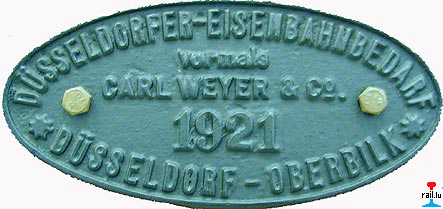 DÜSSELDORFER-EISENBAHNBEDARF
vormals
CARL WEYER & Co.
1921
DÜSSELDORF-OBERBILK
rail.lu